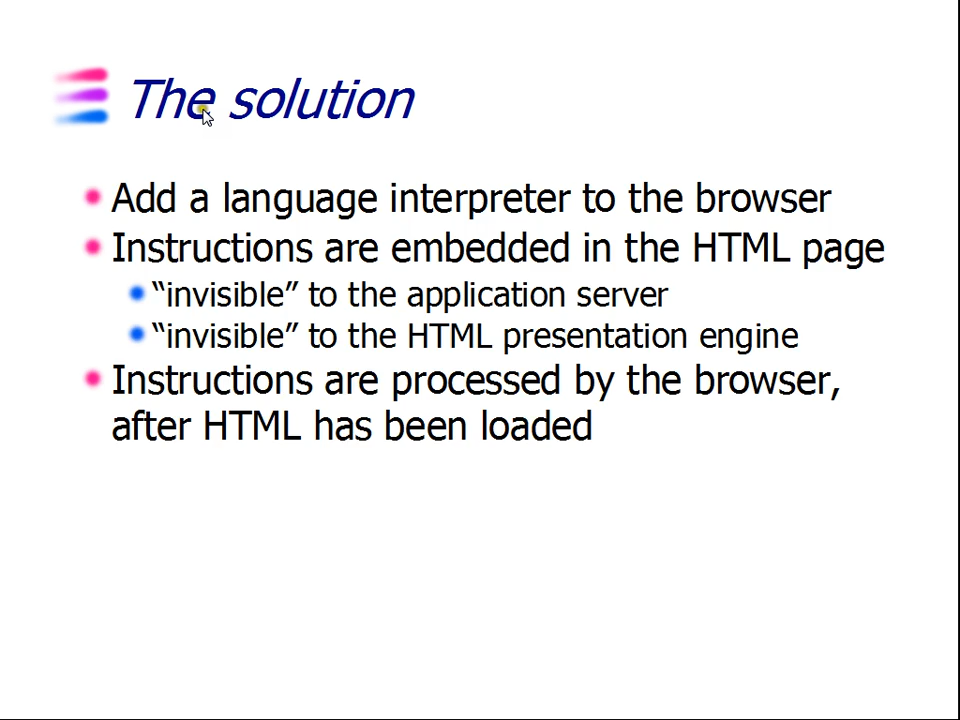 The solution
Add a language interpreter to the browser
Instructions are embedded in the HTML page
“invisible” to the application server
“invisible” to the HTML presentation engine
Instructions are processed by the browser,
after HTML has been loaded